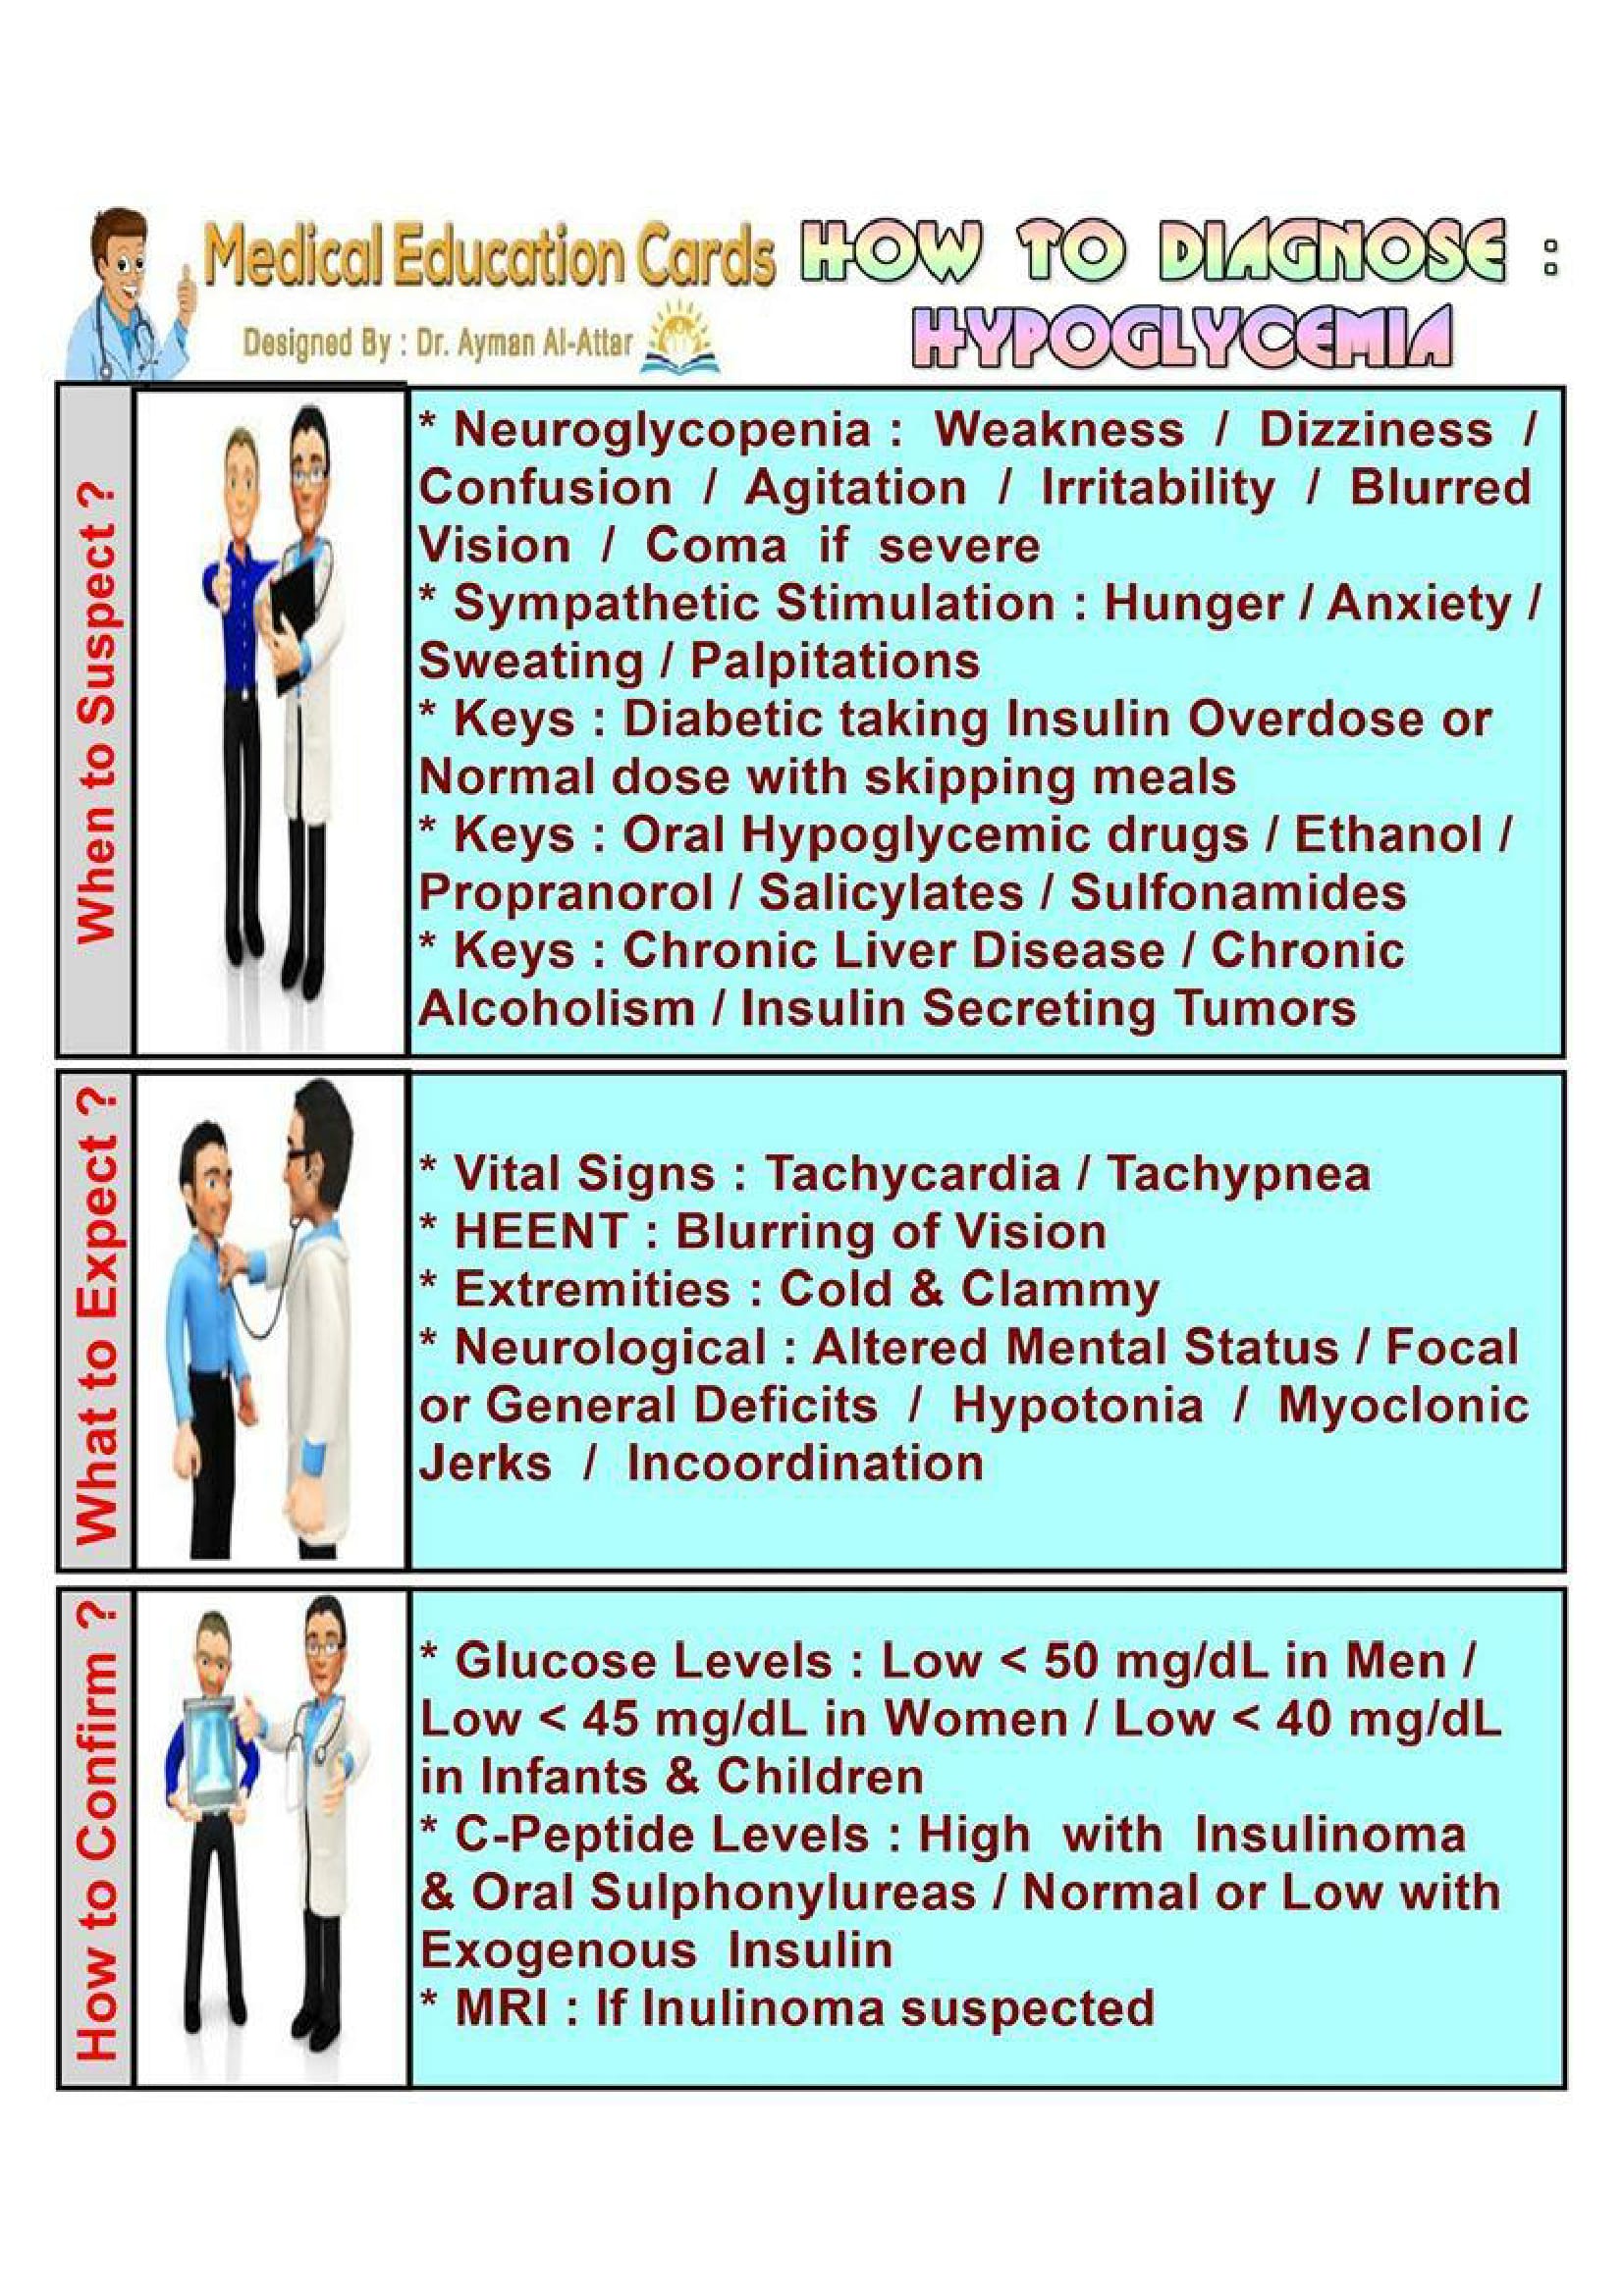 Medical Education Cards
Designed By : Dr. Ayman Al-Attar
HOW TO DIAGNOSE :
HYPOGLYCEMIA
When to Suspect ?
* Neuroglycopenia : Weakness / Dizziness /
Confusion / Agitation / Irritability / Blurred
Vision / Coma if severe
* Sympathetic Stimulation : Hunger / Anxiety /
Sweating / Palpitations
* Keys : Diabetic taking Insulin Overdose or
Normal dose with skipping meals
* Keys : Oral Hypoglycemic drugs / Ethanol /
Propranorol / Salicylates / Sulfonamides
* Keys : Chronic Liver Disease / Chronic
Alcoholism / Insulin Secreting Tumors
What to Expect ?
* Vital Signs : Tachycardia / Tachypnea
* HEENT : Blurring of Vision
* Extremities : Cold & Clammy
* Neurological : Altered Mental Status / Focal
or General Deficits / Hypotonia / Myoclonic
Jerks / Incoordination
How to Confirm ?
* Glucose Levels : Low < 50 mg/dL in Men /
Low < 45 mg/dL in Women / Low < 40 mg/dL
in Infants & Children
* C-Peptide Levels : High with Insulinoma
& Oral Sulphonylureas / Normal or Low with
Exogenous Insulin
* MRI : If Inulinoma suspected